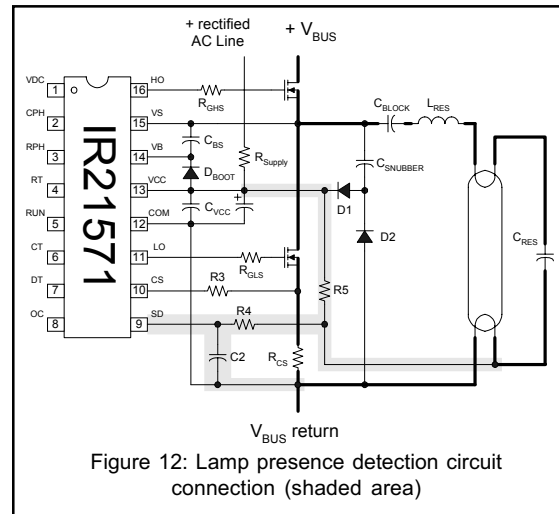 + rectified
AC Line
+ VBUS
VDC 1
CPH 2
RPH 3
RT 4
RUN 5
CT 6
DT 7
OC 8
IR21571
16 HO
15 VS
14 VB
13 VCC
12 COM
11 LO
10 CS
9 SD
RGHS
CBLOCK
LRES
CBS
RSupply
CSNUBBER
DBOOT
CVCC
+
D1
D2
CRES
RGLS
R3
R5
R4
C2
RCS
VBUS return
Figure 12: Lamp presence detection circuit
connection (shaded area)